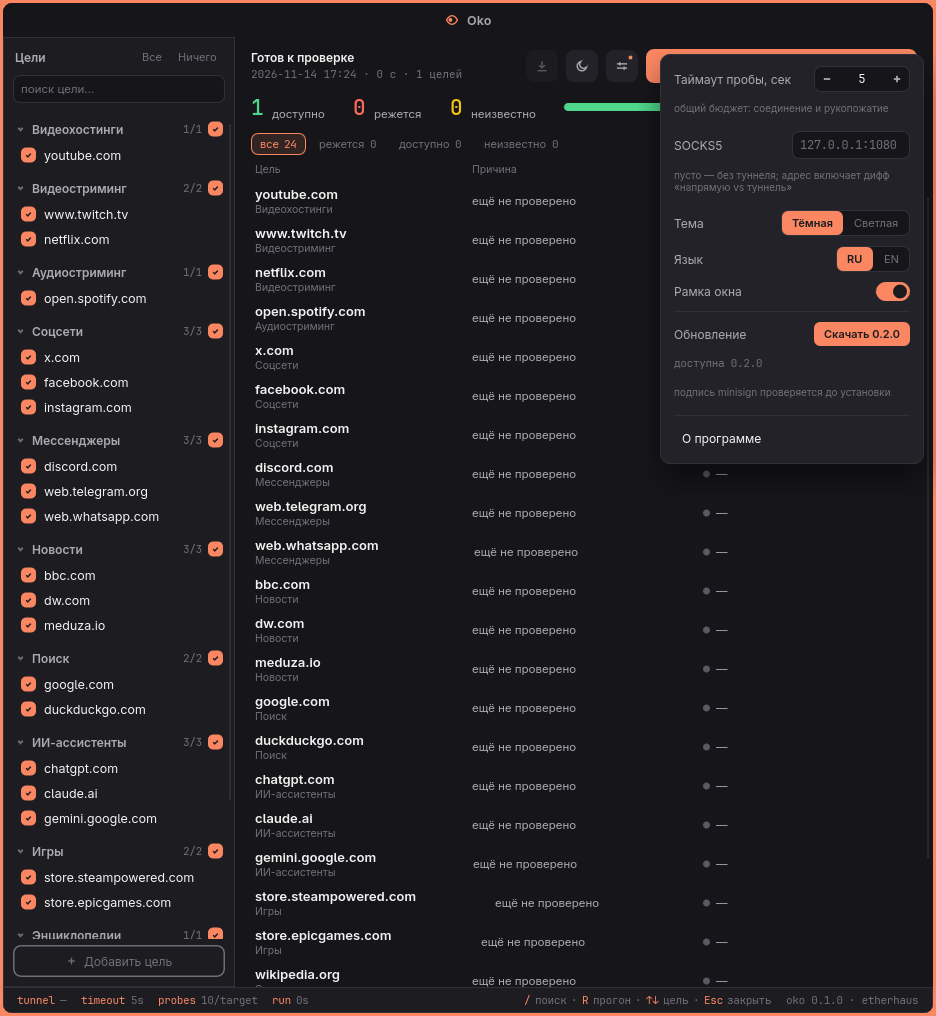 Oko
Цели
Все Ничего
поиск цели...
Видеохостинги 1/1
youtube.com
Видеостриминг 2/2
www.twitch.tv
netflix.com
Аудиостриминг 1/1
open.spotify.com
Соцсети 3/3
x.com
facebook.com
instagram.com
Мессенджеры 3/3
discord.com
web.telegram.org
web.whatsapp.com
Новости 3/3
bbc.com
dw.com
meduza.io
Поиск 2/2
google.com
duckduckgo.com
ИИ-ассистенты 3/3
chatgpt.com
claude.ai
gemini.google.com
Игры 2/2
store.steampowered.com
store.epicgames.com
Энциклопедии 1/1
+ Добавить цель
Готов к проверке
2026-11-14 17:24 · 0 с · 1 целей
1 доступно 0 режется 0 неизвестно
все 24 режется 0 доступно 0 неизвестно 0
Цель Причина
youtube.com
Видеохостинги
ещё не проверено
www.twitch.tv
Видеостриминг
ещё не проверено
netflix.com
Видеостриминг
ещё не проверено
open.spotify.com
Аудиостриминг
ещё не проверено
x.com
Соцсети
ещё не проверено
facebook.com
Соцсети
ещё не проверено
instagram.com
Соцсети
ещё не проверено
discord.com
Мессенджеры
ещё не проверено —
web.telegram.org
Мессенджеры
ещё не проверено —
web.whatsapp.com
Мессенджеры
ещё не проверено —
bbc.com
Новости
ещё не проверено —
dw.com
Новости
ещё не проверено —
meduza.io
Новости
ещё не проверено —
google.com
Поиск
ещё не проверено —
duckduckgo.com
Поиск
ещё не проверено —
chatgpt.com
ИИ-ассистенты
ещё не проверено —
claude.ai
ИИ-ассистенты
ещё не проверено —
gemini.google.com
ИИ-ассистенты
ещё не проверено —
store.steampowered.com
Игры
ещё не проверено —
store.epicgames.com
Игры
ещё не проверено —
wikipedia.org
ещё не проверено —
Таймаут пробы, сек − 5 +
общий бюджет: соединение и рукопожатие
SOCKS5 127.0.0.1:1080
пусто — без туннеля; адрес включает дифф
«напрямую vs туннель»
Тема Тёмная Светлая
Язык RU EN
Рамка окна
Обновление Скачать 0.2.0
доступна 0.2.0
подпись minisign проверяется до установки
О программе
tunnel — timeout 5s probes 10/target run 0s
/ поиск · R прогон · ↑↓ цель · Esc закрыть oko 0.1.0 · etherhaus